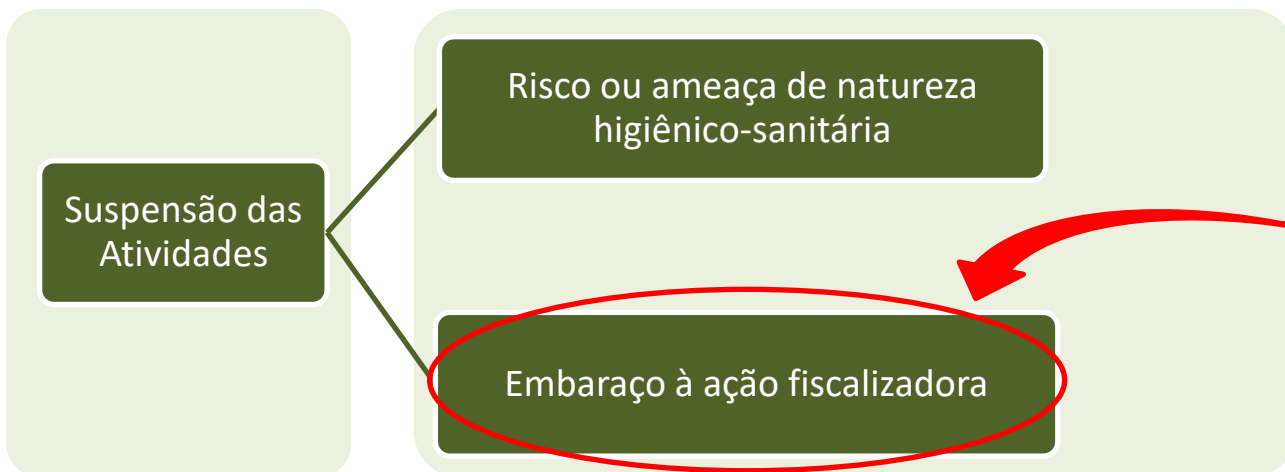 Risco ou ameaça de natureza
higiênico-sanitária
Suspensão das
Atividades
Embaraço à ação fiscalizadora